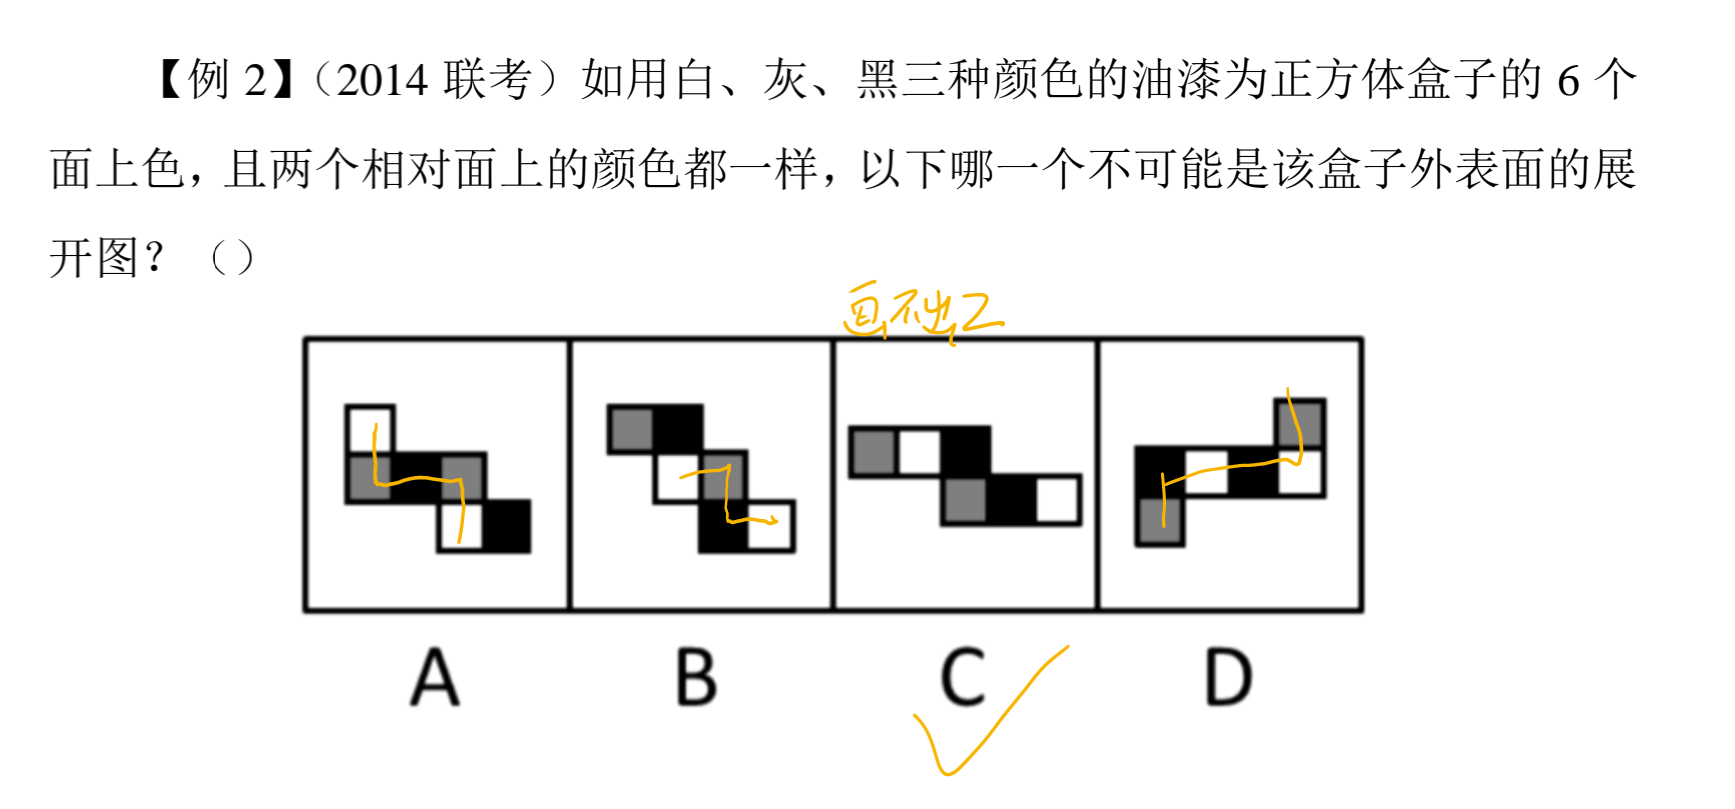 【例 2】（2014 联考）如用白、灰、黑三种颜色的油漆为正方体盒子的 6 个
面上色，且两个相对面上的颜色都一样，以下哪一个不可能是该盒子外表面的展
开图？（）
画不出Z
A B C D